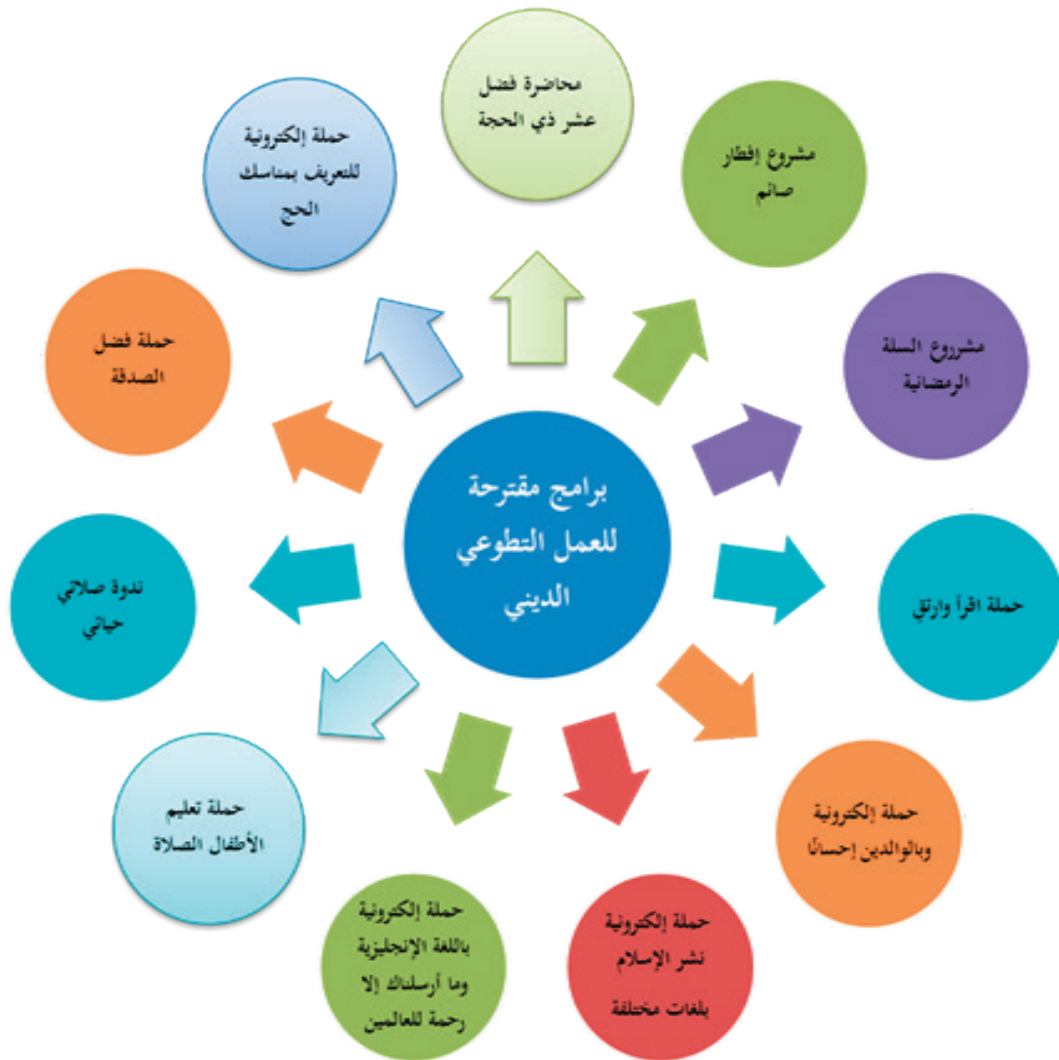 برامج مقترحة
للعمل التطوعي
الديني
محاضرة فضل
عشر ذي الحجة
مشروع إفطار
صائم
مشرروع السلة
الرمضانية
حملة اقرأ وارتقِ
حملة إلكترونية
وبالوالدين إحسانًا
حملة إلكترونية
نشر الإسلام
بلغات مختلفة
حملة إلكترونية
باللغة الإنجليزية
وما أرسلناك إلا
رحمة للعالمين
حملة تعليم
الأطفال الصلاة
ندوة صلاتي
حياتي
حملة فضل
الصدقة
حملة إلكترونية
للتعريف بمناسك
الحج